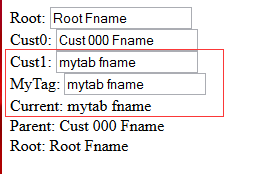 Root: Root Fname
Cust0: Cust 000 Fname
Cust1: mytab fname
MyTag: mytab fname
Current: mytab fname
Parent: Cust 000 Fname
Root: Root Fname